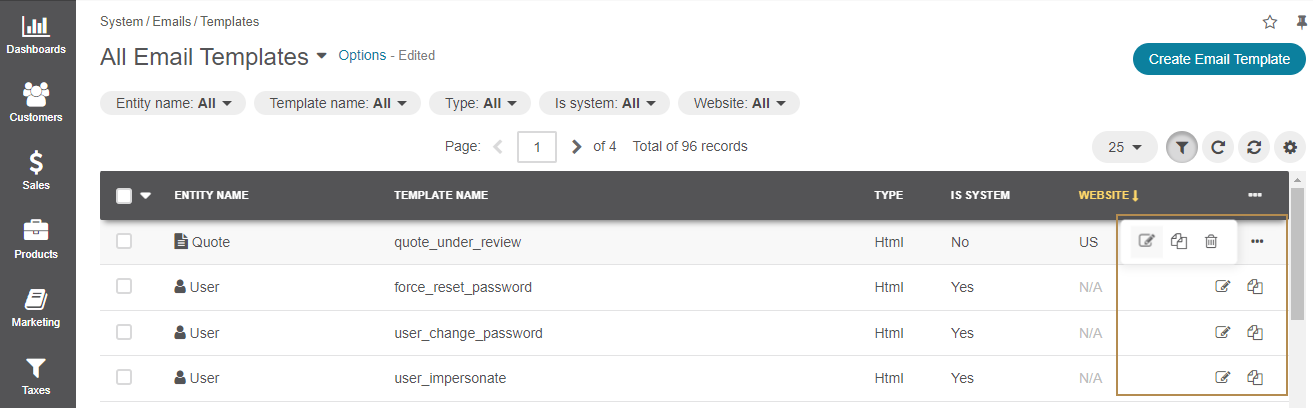 System / Emails / Templates
All Email Templates Options - Edited
Create Email Template
Entity name: All Template name: All Type: All Is system: All Website: All
Page: 1 of 4 Total of 96 records 25
ENTITY NAME TEMPLATE NAME TYPE IS SYSTEM WEBSITE
Quote quote_under_review Html No US
User force_reset_password Html Yes N/A
User user_change_password Html Yes N/A
User user_impersonate Html Yes N/A
Dashboards
Customers
Sales
Products
Marketing
Taxes